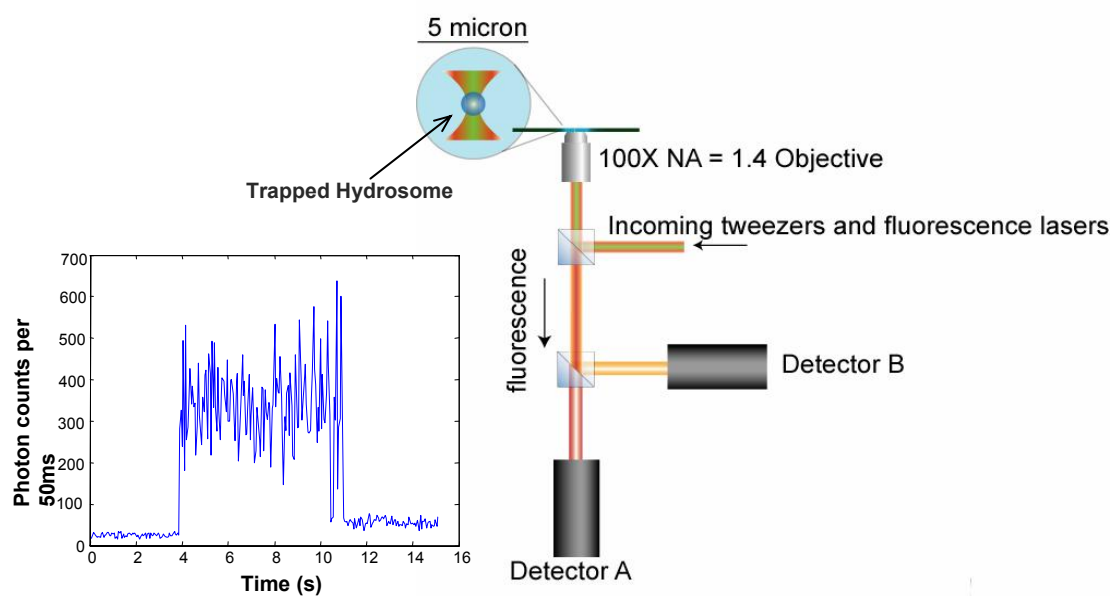 5 micron
Trapped Hydrosome
100X NA = 1.4 Objective
Incoming tweezers and fluorescence lasers
fluorescence
Detector B
Detector A
Photon counts per
50ms
700
600
500
400
300
200
100
0
0 2 4 6 8 10 12 14 16
Time (s)